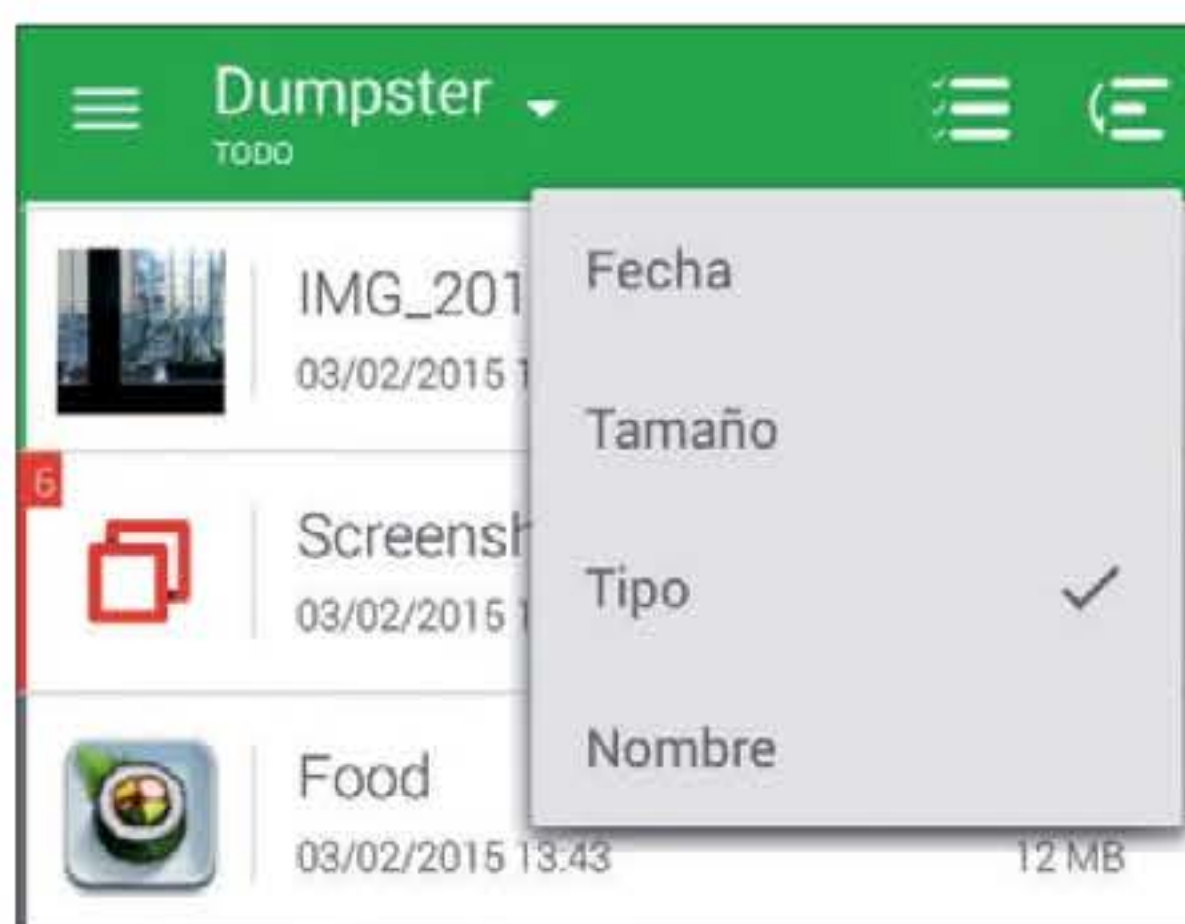 Dumpster
TODO
Fecha
Tamaño
Tipo
Nombre
IMG_201
03/02/2015 1
6
Screensh
03/02/2015 1
Food
03/02/2015 13:43
12 MB